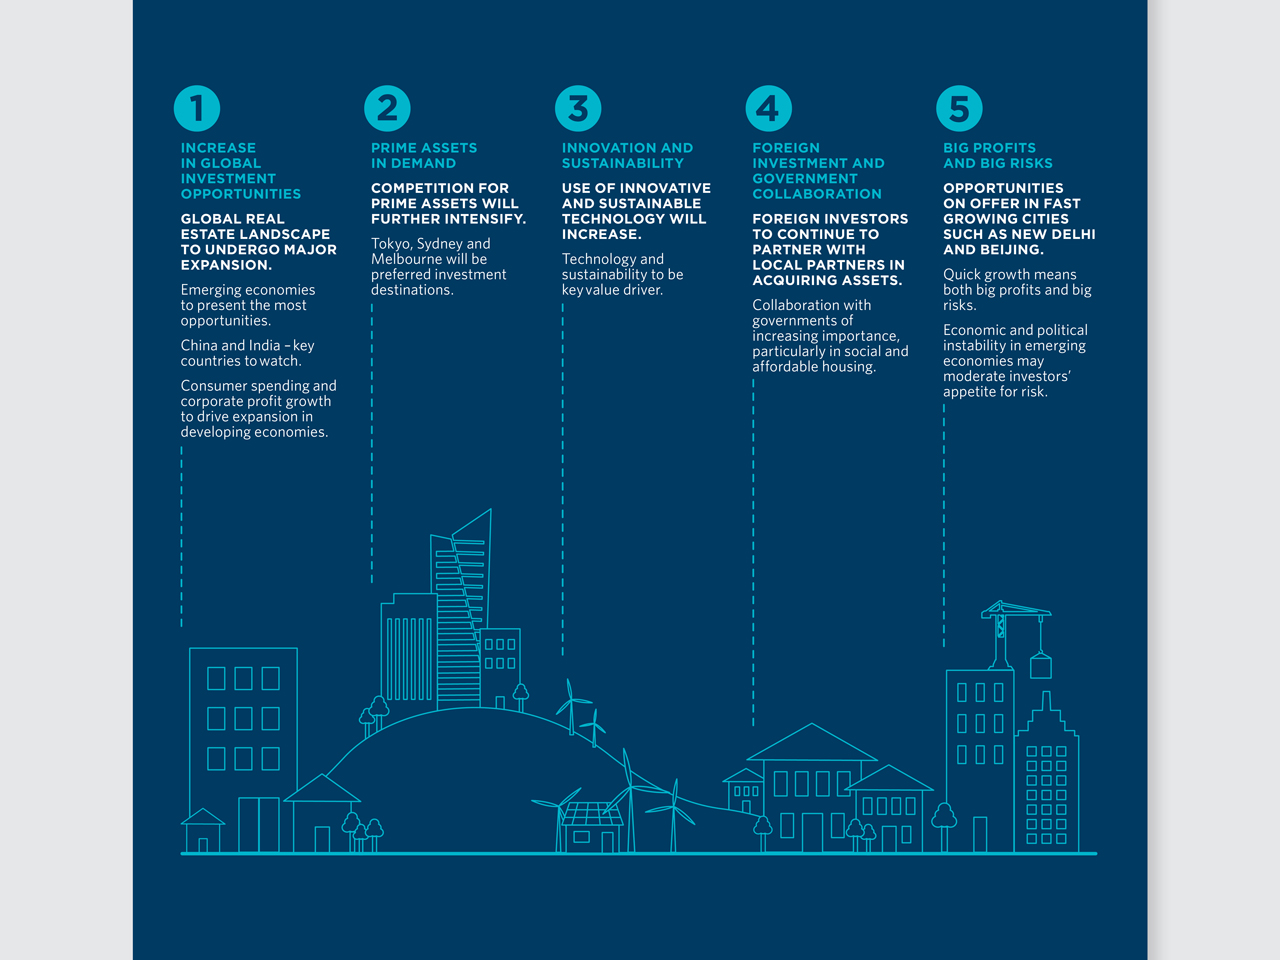 1
INCREASE
IN GLOBAL
INVESTMENT
OPPORTUNITIES
GLOBAL REAL
ESTATE LANDSCAPE
TO UNDERGO MAJOR
EXPANSION.
Emerging economies
to present the most
opportunities.
China and India – key
countries to watch.
Consumer spending and
corporate profit growth
to drive expansion in
developing economies.
2
PRIME ASSETS
IN DEMAND
COMPETITION FOR
PRIME ASSETS WILL
FURTHER INTENSIFY.
Tokyo, Sydney and
Melbourne will be
preferred investment
destinations.
3
INNOVATION AND
SUSTAINABILITY
USE OF INNOVATIVE
AND SUSTAINABLE
TECHNOLOGY WILL
INCREASE.
Technology and
sustainability to be
key value driver.
4
FOREIGN
INVESTMENT AND
GOVERNMENT
COLLABORATION
FOREIGN INVESTORS
TO CONTINUE TO
PARTNER WITH
LOCAL PARTNERS IN
ACQUIRING ASSETS.
Collaboration with
governments of
increasing importance,
particularly in social and
affordable housing.
5
BIG PROFITS
AND BIG RISKS
OPPORTUNITIES
ON OFFER IN FAST
GROWING CITIES
SUCH AS NEW DELHI
AND BEIJING.
Quick growth means
both big profits and big
risks.
Economic and political
instability in emerging
economies may
moderate investors’
appetite for risk.